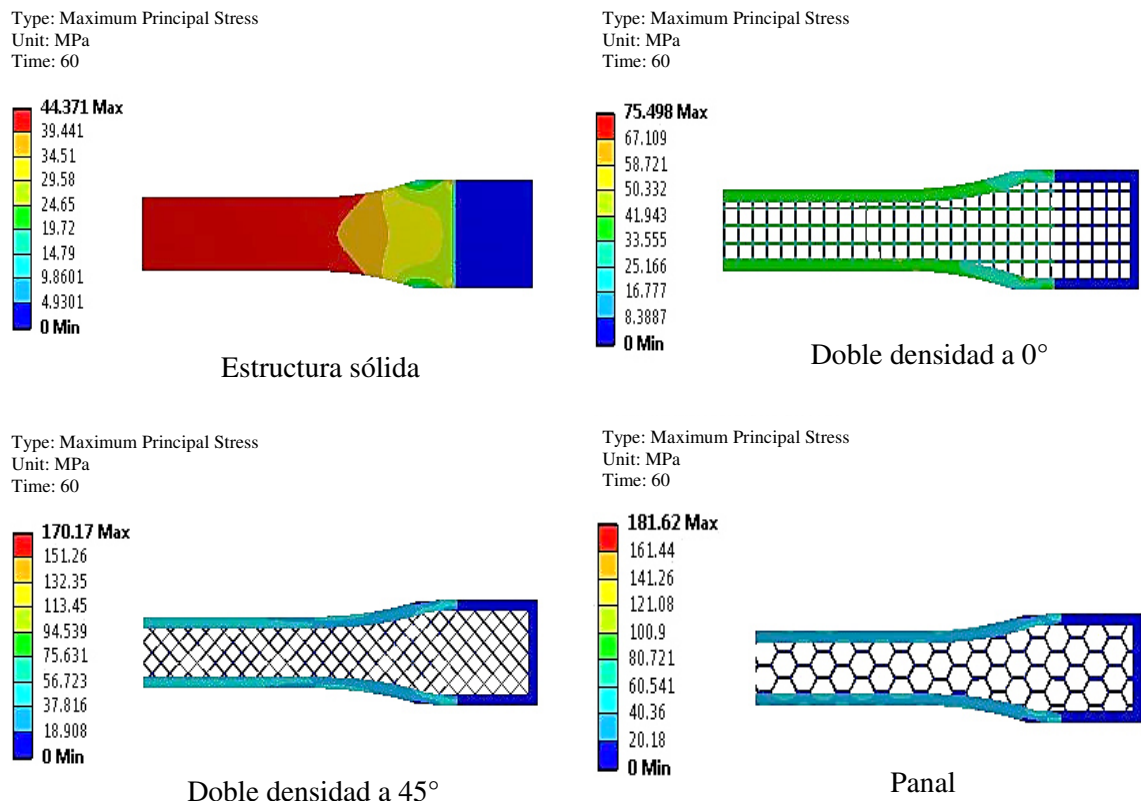 Type: Maximum Principal Stress
Unit: MPa
Time: 60
44.371 Max
39.441
34.51
29.58
24.65
19.72
14.79
9.8601
4.9301
0 Min
Estructura sólida
Type: Maximum Principal Stress
Unit: MPa
Time: 60
75.498 Max
67.109
58.721
50.332
41.943
33.555
25.166
16.777
8.3887
0 Min
Doble densidad a 0°
Type: Maximum Principal Stress
Unit: MPa
Time: 60
170.17 Max
151.26
132.35
113.45
94.539
75.631
56.723
37.816
18.908
0 Min
Doble densidad a 45°
Type: Maximum Principal Stress
Unit: MPa
Time: 60
181.62 Max
161.44
141.26
121.08
100.9
80.721
60.541
40.36
20.18
0 Min
Panal